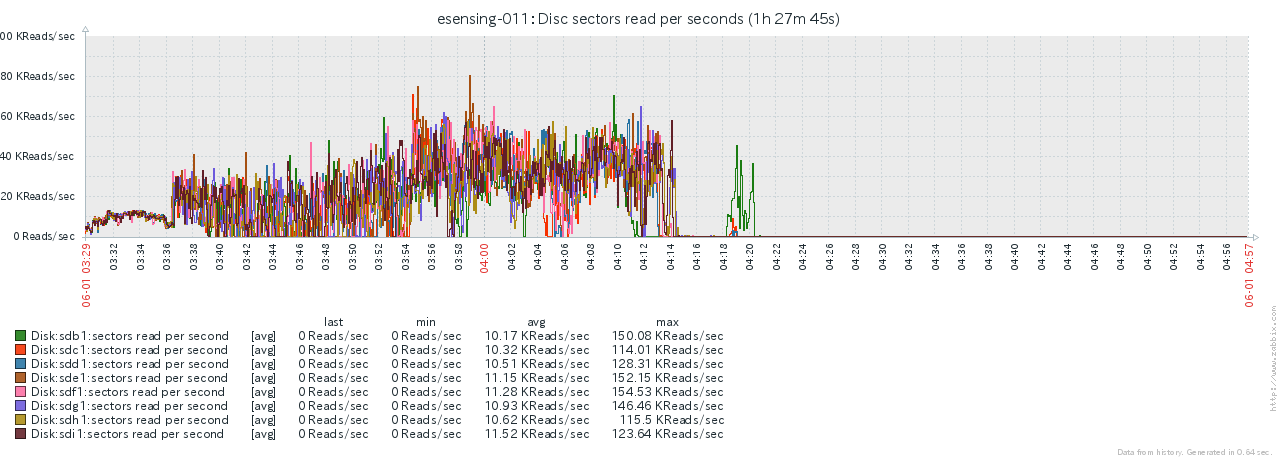 esensing-011: Disc sectors read per seconds (1h 27m 45s)
00 KReads/sec
80 KReads/sec
60 KReads/sec
40 KReads/sec
20 KReads/sec
0 Reads/sec
06-01 03:29
03:32
03:34
03:36
03:38
03:40
03:42
03:44
03:46
03:48
03:50
03:52
03:54
03:56
03:58
04:00
04:02
04:04
04:06
04:08
04:10
04:12
04:14
04:16
04:18
04:20
04:22
04:24
04:26
04:28
04:30
04:32
04:34
04:36
04:38
04:40
04:42
04:44
04:46
04:48
04:50
04:52
04:54
04:56
06-01 04:57
last min avg max
Disk:sdb1:sectors read per second [avg] 0 Reads/sec 0 Reads/sec 10.17 KReads/sec 150.08 KReads/sec
Disk:sdc1:sectors read per second [avg] 0 Reads/sec 0 Reads/sec 10.32 KReads/sec 114.01 KReads/sec
Disk:sdd1:sectors read per second [avg] 0 Reads/sec 0 Reads/sec 10.51 KReads/sec 128.31 KReads/sec
Disk:sde1:sectors read per second [avg] 0 Reads/sec 0 Reads/sec 11.15 KReads/sec 152.15 KReads/sec
Disk:sdf1:sectors read per second [avg] 0 Reads/sec 0 Reads/sec 11.28 KReads/sec 154.53 KReads/sec
Disk:sdg1:sectors read per second [avg] 0 Reads/sec 0 Reads/sec 10.93 KReads/sec 146.46 KReads/sec
Disk:sdh1:sectors read per second [avg] 0 Reads/sec 0 Reads/sec 10.62 KReads/sec 115.5 KReads/sec
Disk:sdi1:sectors read per second [avg] 0 Reads/sec 0 Reads/sec 11.52 KReads/sec 123.64 KReads/sec
http://www.zabbix.com
Data from history. Generated in 0.64 sec.